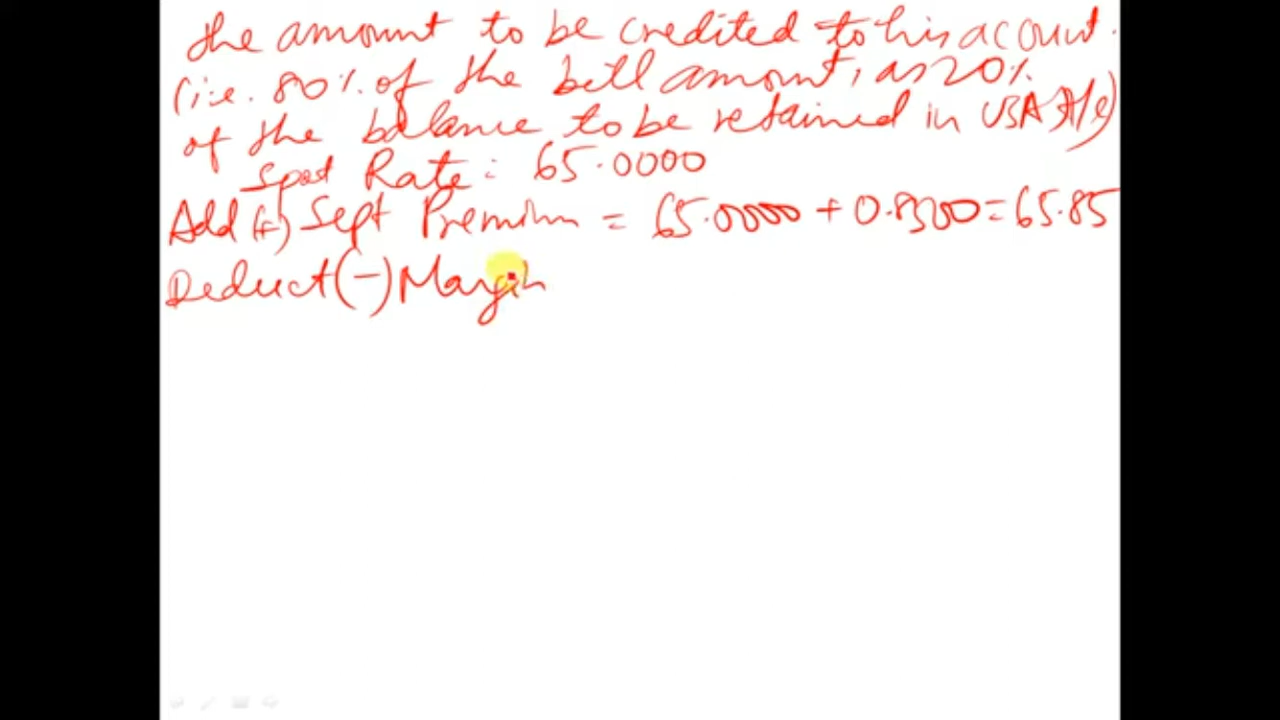 the amount to be credited to his account.
(i.e. 80% of the bill amount, as 20%
of the balance to be retained in USA A/c)
Spot Rate: 65.0000
Add (+) Sept Premium = 65.0000 + 0.8500 = 65.85
Deduct (-) Margin